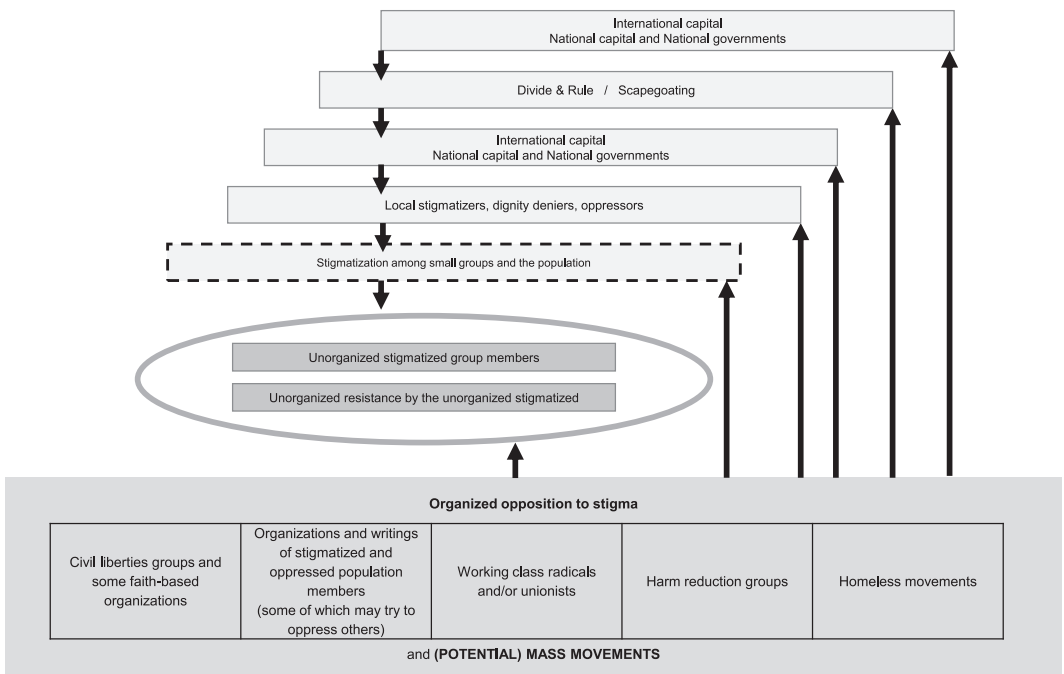 International capital
National capital and National governments
Divide & Rule / Scapegoating
International capital
National capital and National governments
Local stigmatizers, dignity deniers, oppressors
Stigmatization among small groups and the population
Unorganized stigmatized group members
Unorganized resistance by the unorganized stigmatized
Organized opposition to stigma
Civil liberties groups and
some faith-based
organizations
Organizations and writings
of stigmatized and
oppressed population
members
(some of which may try to
oppress others)
Working class radicals
and/or unionists
Harm reduction groups
Homeless movements
and (POTENTIAL) MASS MOVEMENTS